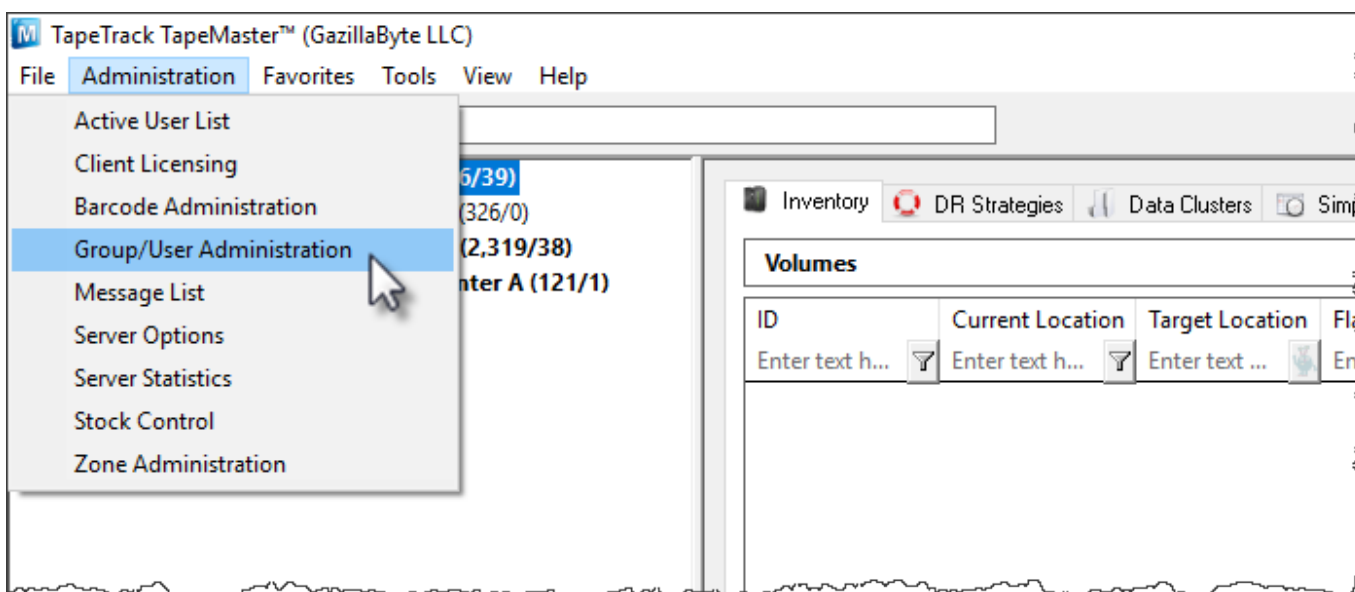 TapeTrack TapeMaster™ (GazillaByte LLC)
File Administration Favorites Tools View Help
Active User List
Client Licensing
Barcode Administration
Group/User Administration
Message List
Server Options
Server Statistics
Stock Control
Zone Administration
6/39)
(326/0)
(2,319/38)
nter A (121/1)
Inventory DR Strategies Data Clusters Simp
Volumes
ID Current Location Target Location Fla
Enter text h... Enter text h... Enter text ... En